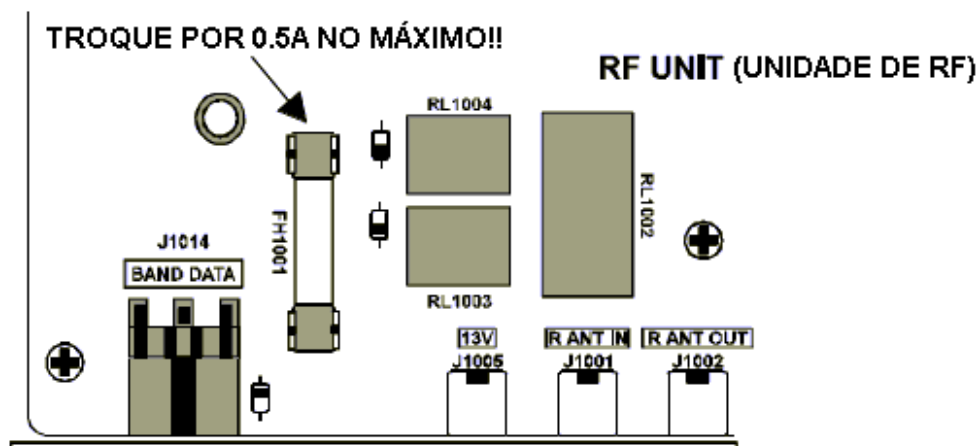 TROQUE POR 0.5A NO MÁXIMO!!
RF UNIT (UNIDADE DE RF)
RL1004
RL1002
FH1001
J1014
BAND DATA
RL1003
13V
R ANT IN
R ANT OUT
J1005
J1001
J1002